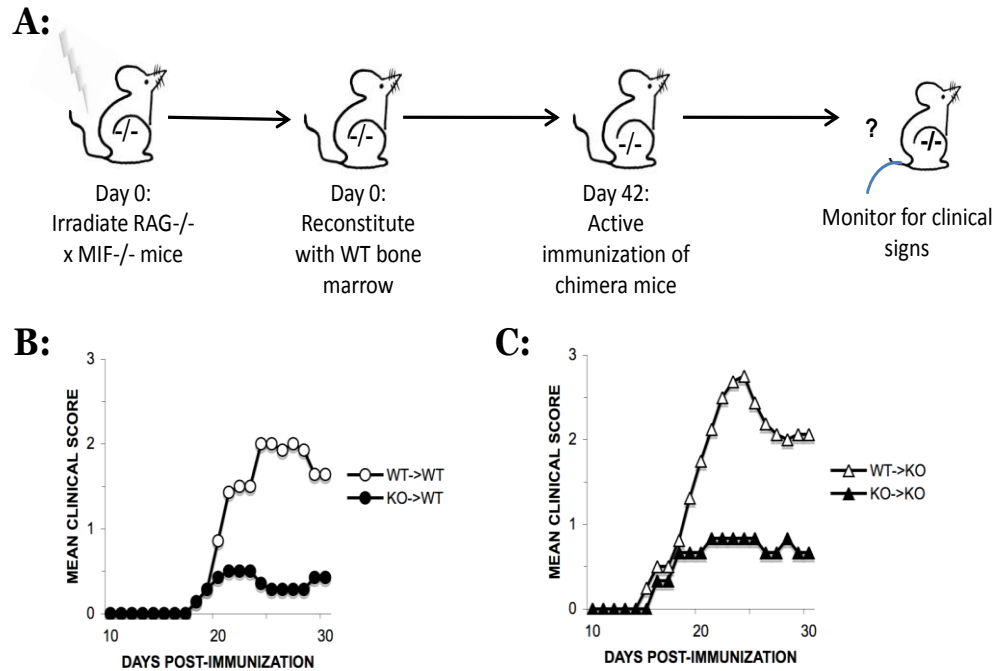 A:
-/-
-/-
-/-
?
-/-
Day 0:
Irradiate RAG-/-
x MIF-/- mice
Day 0:
Reconstitute
with WT bone
marrow
Day 42:
Active
immunization of
chimera mice
Monitor for clinical
signs
B:
MEAN CLINICAL SCORE
3
2
1
0
10
20
30
DAYS POST-IMMUNIZATION
WT->WT
KO->WT
C:
MEAN CLINICAL SCORE
3
2
1
0
10
20
30
DAYS POST-IMMUNIZATION
WT->KO
KO->KO